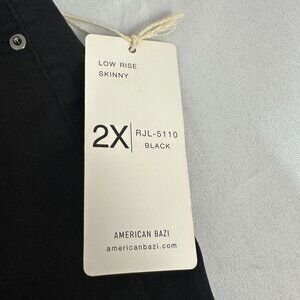 LOW RISE
SKINNY
2X
RJL-5110
BLACK
AMERICAN BAZI
americanbazi.com